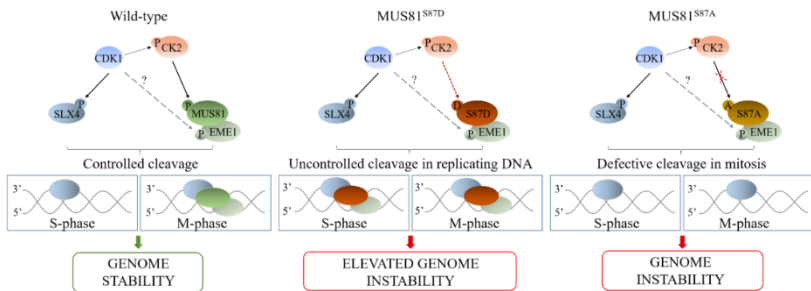 Wild-type
P
CK2
CDK1
?
P
SLX4
P
MUS81
P
EME1
Controlled cleavage
3’
5’
S-phase
M-phase
GENOME
STABILITY
MUS81S87D
P
CK2
CDK1
?
P
SLX4
D
S87D
P
EME1
Uncontrolled cleavage in replicating DNA
3’
5’
S-phase
M-phase
ELEVATED GENOME
INSTABILITY
MUS81S87A
P
CK2
CDK1
?
P
SLX4
A
S87A
P
EME1
Defective cleavage in mitosis
3’
5’
S-phase
M-phase
GENOME
INSTABILITY